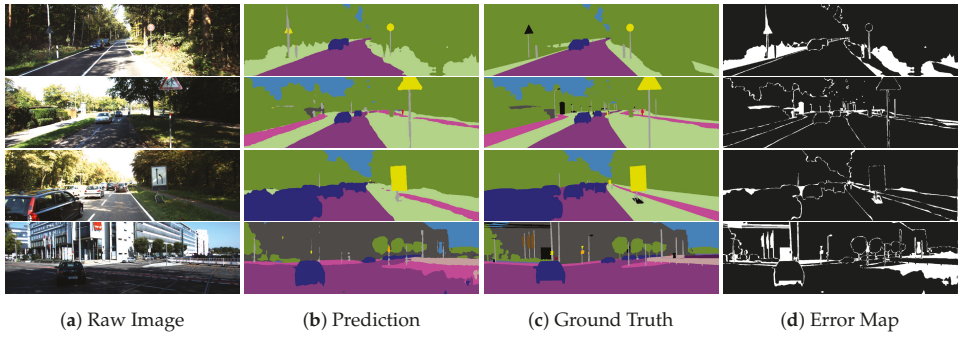 (a) Raw Image
(b) Prediction
(c) Ground Truth
(d) Error Map